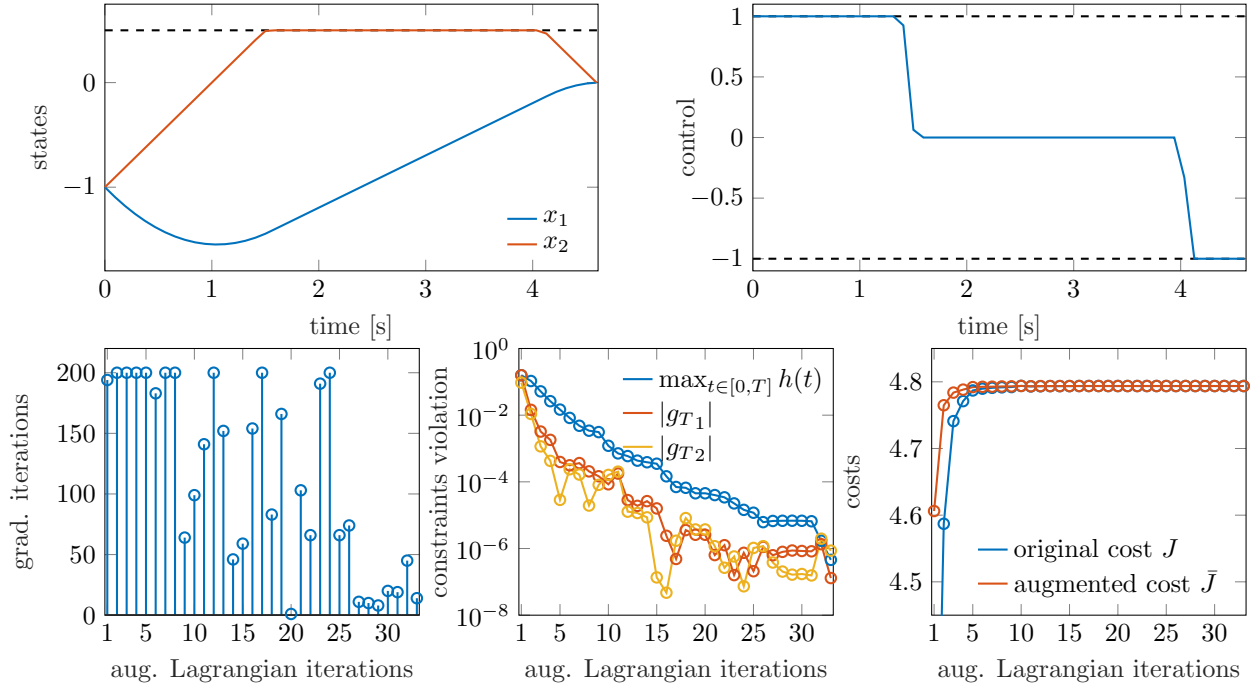 0
−1
states
x₁
x₂
0 1 2 3 4
time [s]
1
0.5
0
−0.5
−1
control
0 1 2 3 4
time [s]
200
150
100
50
0
grad. iterations
1 5 10 15 20 25 30
aug. Lagrangian iterations
10⁰
10⁻²
10⁻⁴
10⁻⁶
10⁻⁸
constraints violation
max_{t∈[0,T]} h(t)
|g_{T1}|
|g_{T2}|
1 5 10 15 20 25 30
aug. Lagrangian iterations
4.8
4.7
4.6
4.5
costs
original cost J
augmented cost J̄
1 5 10 15 20 25 30
aug. Lagrangian iterations